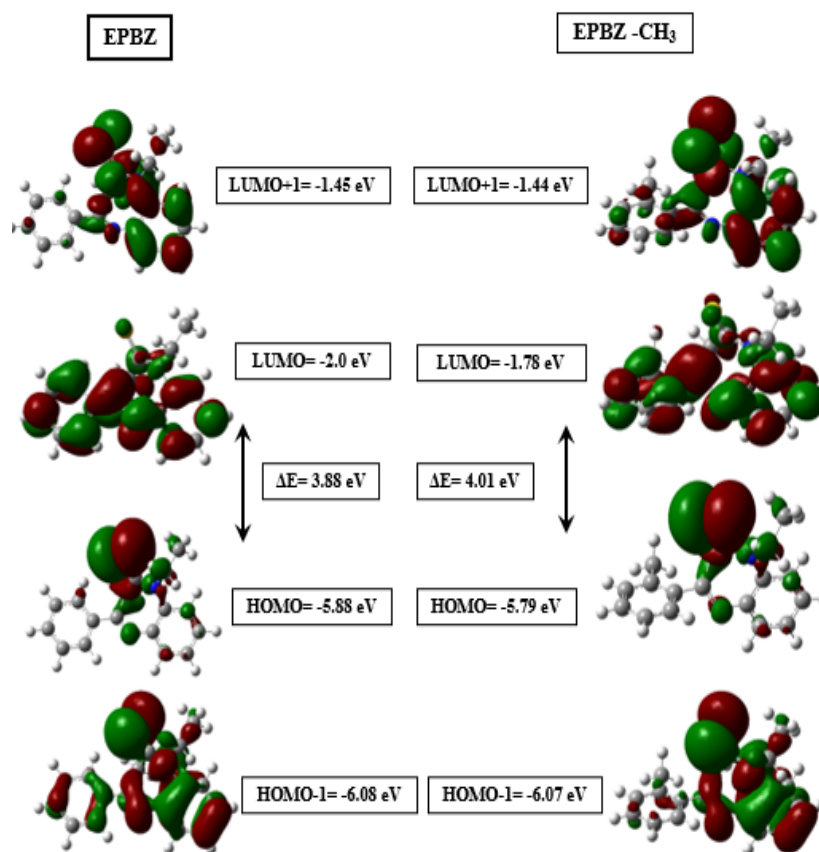 EPBZ
EPBZ -CH₃
LUMO+1= -1.45 eV
LUMO+1= -1.44 eV
LUMO= -2.0 eV
LUMO= -1.78 eV
ΔE= 3.88 eV
ΔE= 4.01 eV
HOMO= -5.88 eV
HOMO= -5.79 eV
HOMO-1= -6.08 eV
HOMO-1= -6.07 eV